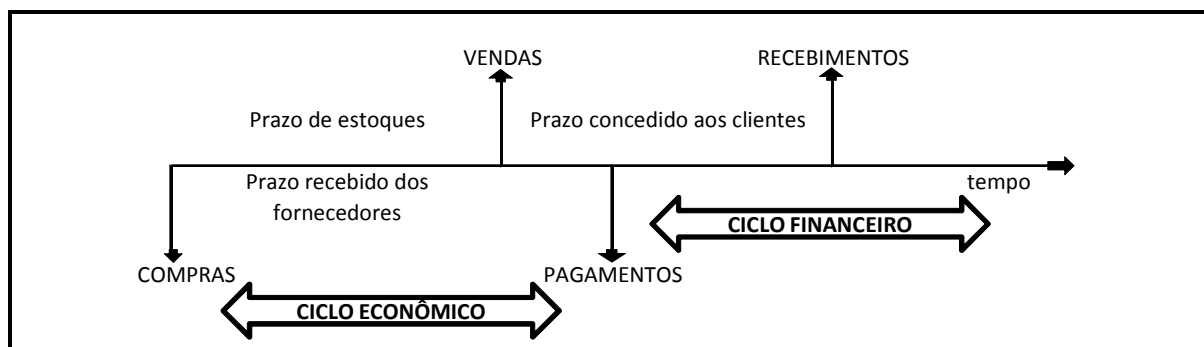 VENDAS
RECEBIMENTOS
Prazo de estoques
Prazo concedido aos clientes
Prazo recebido dos
fornecedores
tempo
CICLO FINANCEIRO
COMPRAS
PAGAMENTOS
CICLO ECONÔMICO